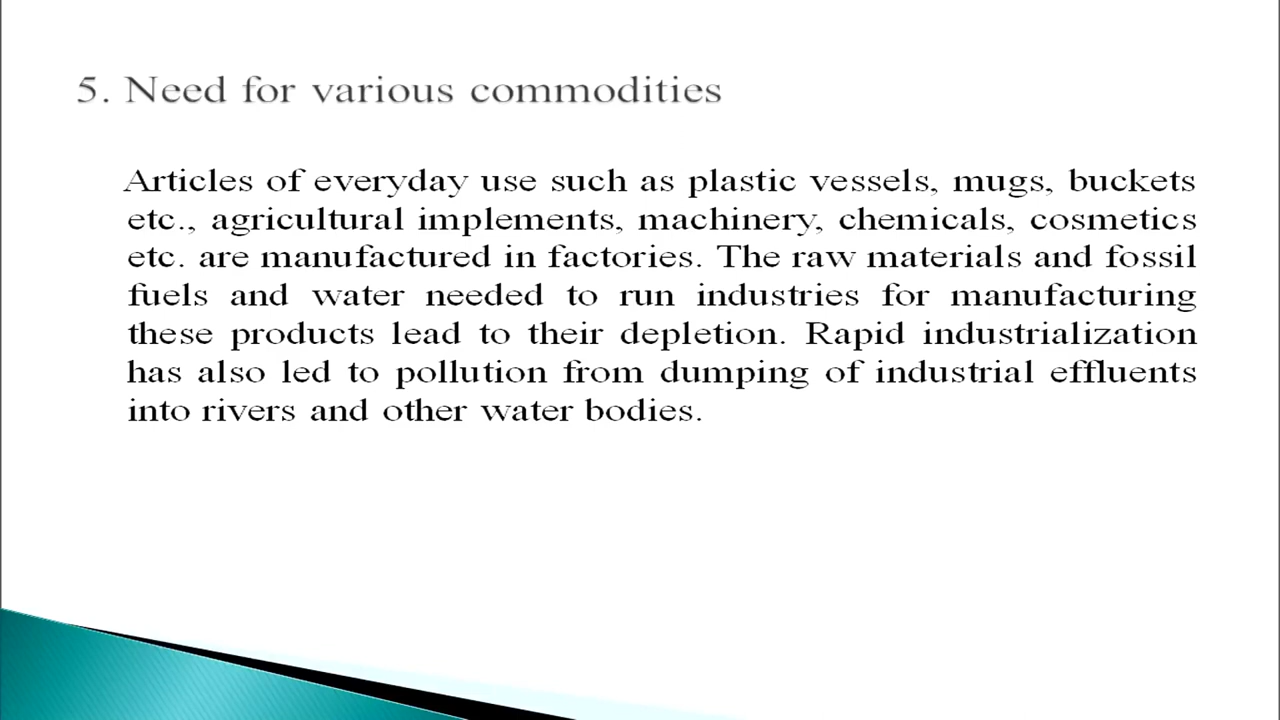 5. Need for various commodities
Articles of everyday use such as plastic vessels, mugs, buckets
etc., agricultural implements, machinery, chemicals, cosmetics
etc. are manufactured in factories. The raw materials and fossil
fuels and water needed to run industries for manufacturing
these products lead to their depletion. Rapid industrialization
has also led to pollution from dumping of industrial effluents
into rivers and other water bodies.